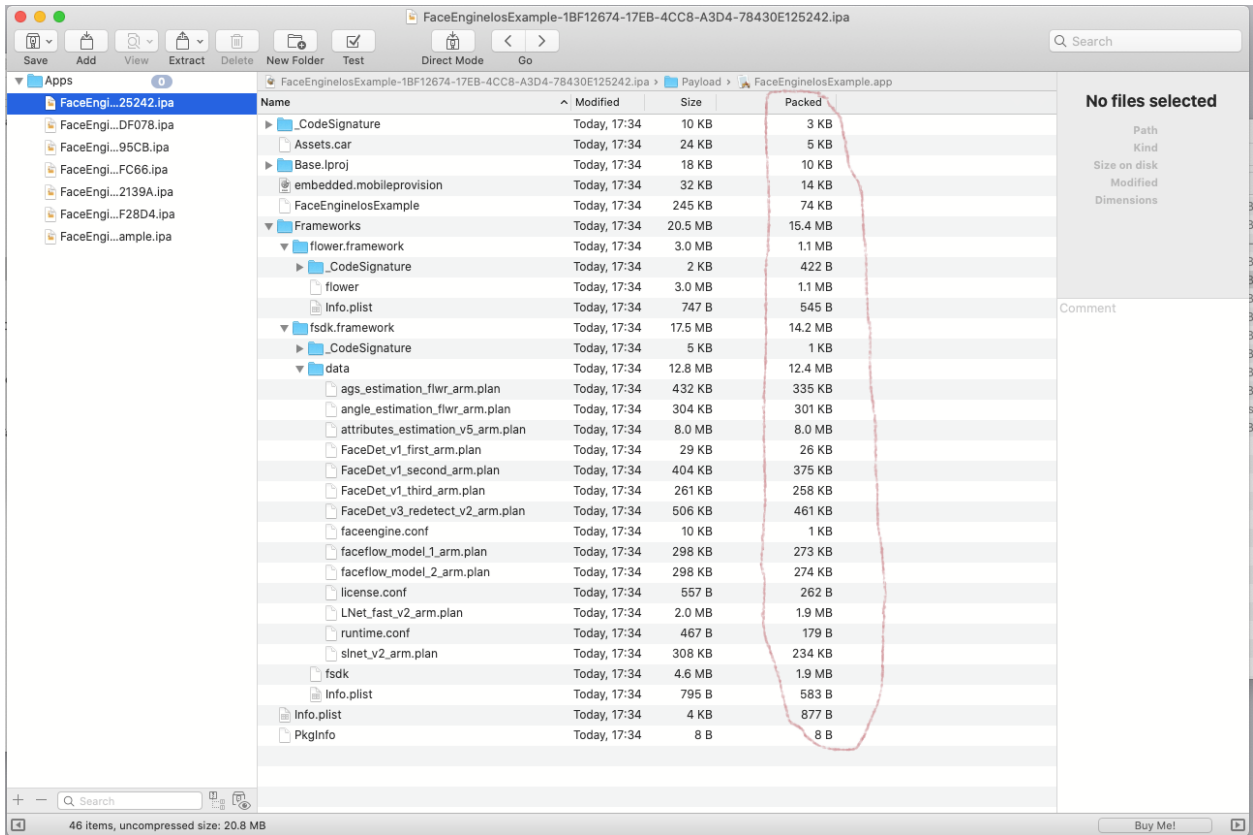 FaceEngineIosExample-1BF12674-17EB-4CC8-A3D4-78430E125242.ipa
Save Add View Extract Delete New Folder Test Direct Mode Go Search
Apps 0
FaceEngi...25242.ipa
FaceEngi...DF078.ipa
FaceEngi...95CB.ipa
FaceEngi...FC66.ipa
FaceEngi...2139A.ipa
FaceEngi...F28D4.ipa
FaceEngi...ample.ipa
FaceEngineIosExample-1BF12674-17EB-4CC8-A3D4-78430E125242.ipa › Payload › FaceEngineIosExample.app
Name Modified Size Packed
_CodeSignature Today, 17:34 10 KB 3 KB
Assets.car Today, 17:34 24 KB 5 KB
Base.lproj Today, 17:34 18 KB 10 KB
embedded.mobileprovision Today, 17:34 32 KB 14 KB
FaceEngineIosExample Today, 17:34 245 KB 74 KB
Frameworks Today, 17:34 20.5 MB 15.4 MB
flower.framework Today, 17:34 3.0 MB 1.1 MB
_CodeSignature Today, 17:34 2 KB 422 B
flower Today, 17:34 3.0 MB 1.1 MB
Info.plist Today, 17:34 747 B 545 B
fsdk.framework Today, 17:34 17.5 MB 14.2 MB
_CodeSignature Today, 17:34 5 KB 1 KB
data Today, 17:34 12.8 MB 12.4 MB
ags_estimation_flwr_arm.plan Today, 17:34 432 KB 335 KB
angle_estimation_flwr_arm.plan Today, 17:34 304 KB 301 KB
attributes_estimation_v5_arm.plan Today, 17:34 8.0 MB 8.0 MB
FaceDet_v1_first_arm.plan Today, 17:34 29 KB 26 KB
FaceDet_v1_second_arm.plan Today, 17:34 404 KB 375 KB
FaceDet_v1_third_arm.plan Today, 17:34 261 KB 258 KB
FaceDet_v3_redetect_v2_arm.plan Today, 17:34 506 KB 461 KB
faceengine.conf Today, 17:34 10 KB 1 KB
faceflow_model_1_arm.plan Today, 17:34 298 KB 273 KB
faceflow_model_2_arm.plan Today, 17:34 298 KB 274 KB
license.conf Today, 17:34 557 B 262 B
LNet_fast_v2_arm.plan Today, 17:34 2.0 MB 1.9 MB
runtime.conf Today, 17:34 467 B 179 B
slnet_v2_arm.plan Today, 17:34 308 KB 234 KB
fsdk Today, 17:34 4.6 MB 1.9 MB
Info.plist Today, 17:34 795 B 583 B
Info.plist Today, 17:34 4 KB 877 B
PkgInfo Today, 17:34 8 B 8 B
No files selected
Path
Kind
Size on disk
Modified
Dimensions
Comment
Search
46 items, uncompressed size: 20.8 MB
Buy Me!